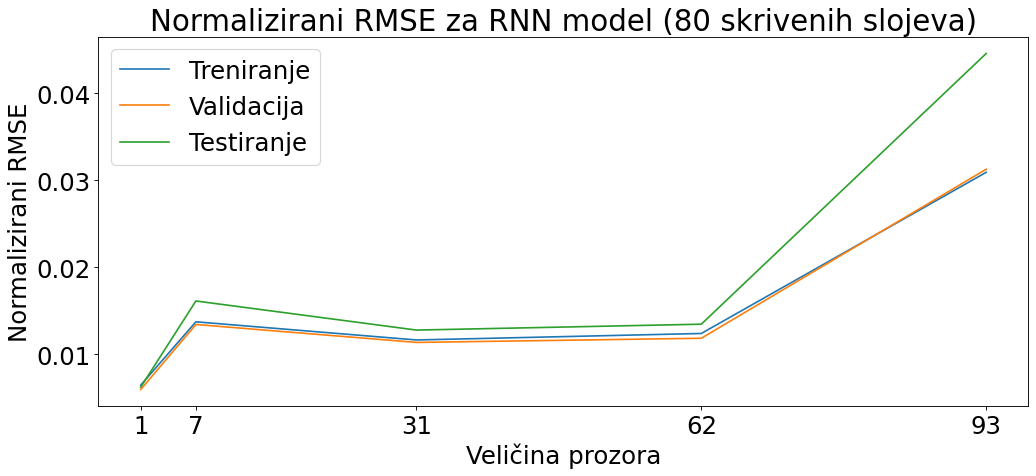 Normalizirani RMSE za RNN model (80 skrivenih slojeva)
Treniranje
Validacija
Testiranje
Normalizirani RMSE
0.04
0.03
0.02
0.01
1 7 31 62 93
Veličina prozora